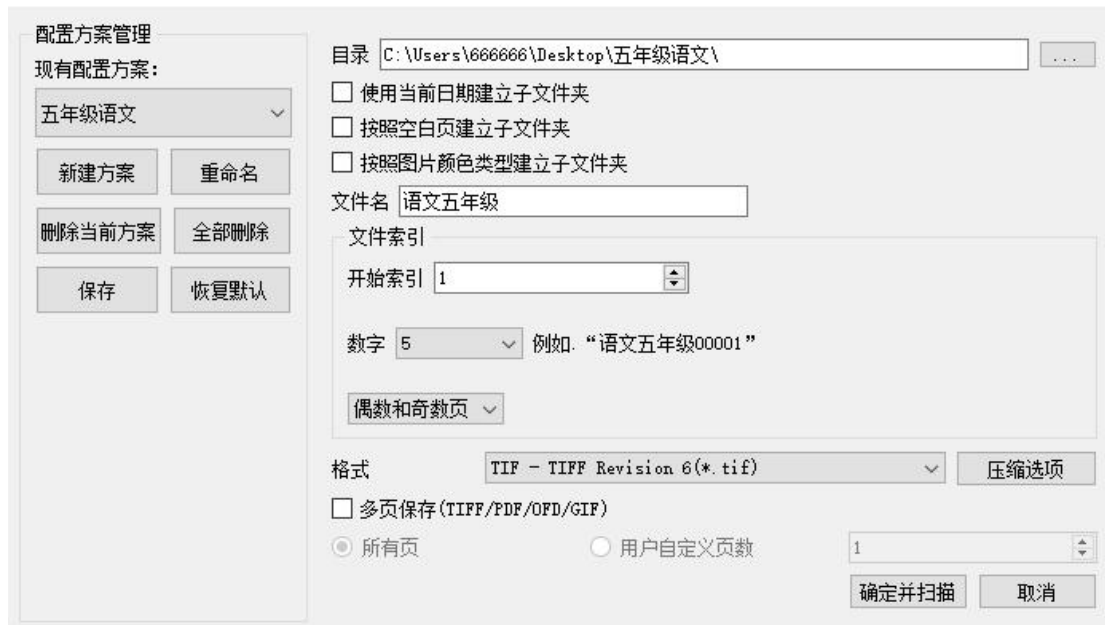 配置方案管理
现有配置方案:
五年级语文
新建方案 重命名
删除当前方案 全部删除
保存 恢复默认
目录 C:\Users\666666\Desktop\五年级语文\ ...
使用当前日期建立子文件夹
按照空白页建立子文件夹
按照图片颜色类型建立子文件夹
文件名 语文五年级
文件索引
开始索引 1
数字 5 例如.“语文五年级00001”
偶数和奇数页
格式 TIF - TIFF Revision 6(*.tif) 压缩选项
多页保存(TIFF/PDF/OFD/GIF)
所有页 用户自定义页数 1
确定并扫描 取消